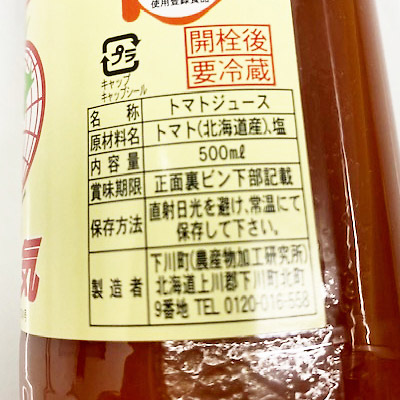 使用登録食品
プラ
キャップ
キャップシール
開栓後
要冷蔵
名称 トマトジュース
原材料名 トマト(北海道産)、塩
内容量 500mℓ
賞味期限 正面裏ビン下部記載
保存方法 直射日光を避け、常温にて
保存して下さい。
製造者 下川町(農産物加工研究所)
北海道上川郡下川町北町
9番地 TEL 0120-016-558
気